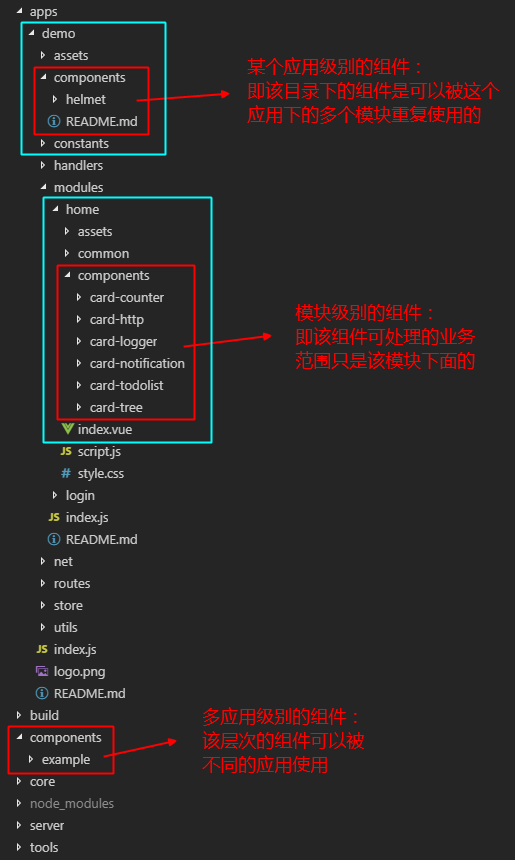 apps
demo
assets
components
某个应用级别的组件：
helmet
即该目录下的组件是可以被这个
README.md
应用下的多个模块重复使用的
constants
handlers
modules
home
assets
common
components
card-counter
card-http
模块级别的组件：
card-logger
即该组件可处理的业务
card-notification
范围只是该模块下面的
card-todolist
card-tree
index.vue
JS script.js
# style.css
login
JS index.js
README.md
net
routes
store
utils
JS index.js
logo.png
README.md
build
多应用级别的组件：
components
该层次的组件可以被
example
不同的应用使用
core
node_modules
server
tools